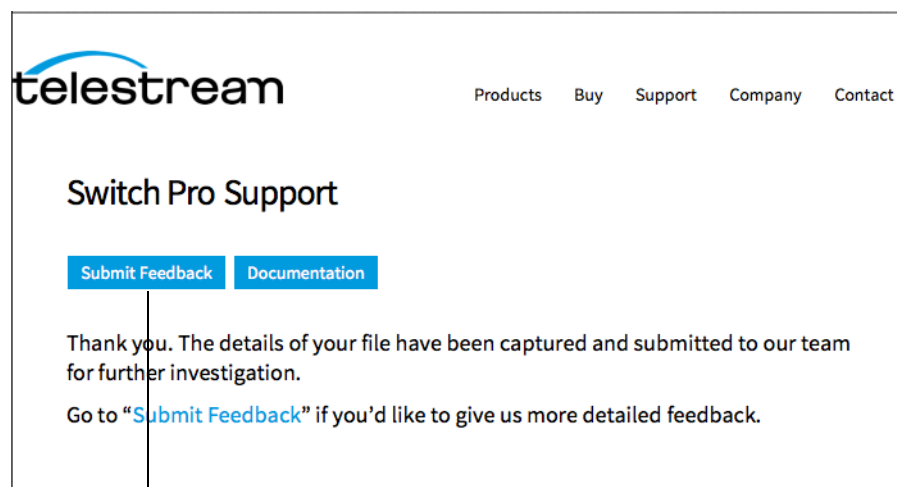 telestream
Products Buy Support Company Contact
Switch Pro Support
Submit Feedback Documentation
Thank you. The details of your file have been captured and submitted to our team
for further investigation.
Go to “Submit Feedback” if you’d like to give us more detailed feedback.